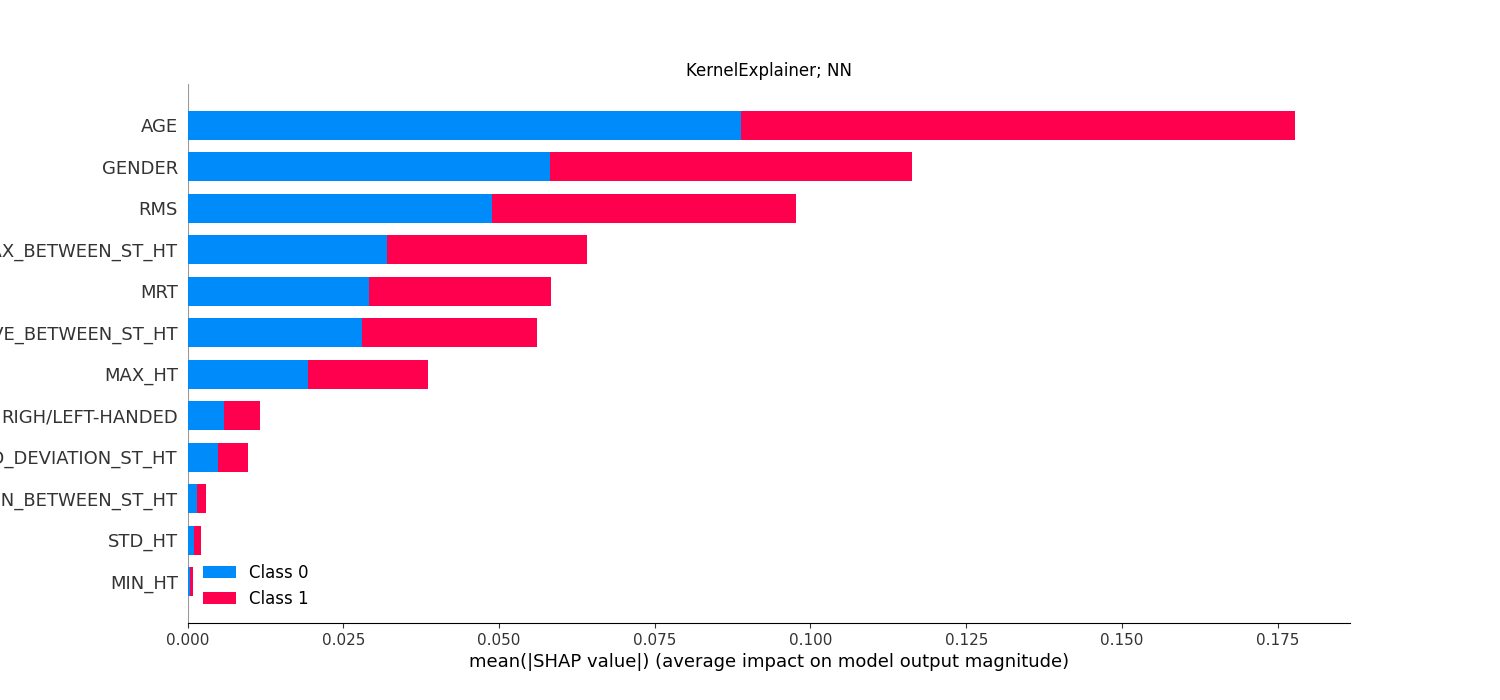 KernelExplainer; NN
AGE
GENDER
RMS
AX_BETWEEN_ST_HT
MRT
VE_BETWEEN_ST_HT
MAX_HT
RIGH/LEFT-HANDED
D_DEVIATION_ST_HT
N_BETWEEN_ST_HT
STD_HT
MIN_HT
Class 0
Class 1
0.000 0.025 0.050 0.075 0.100 0.125 0.150 0.175
mean(|SHAP value|) (average impact on model output magnitude)